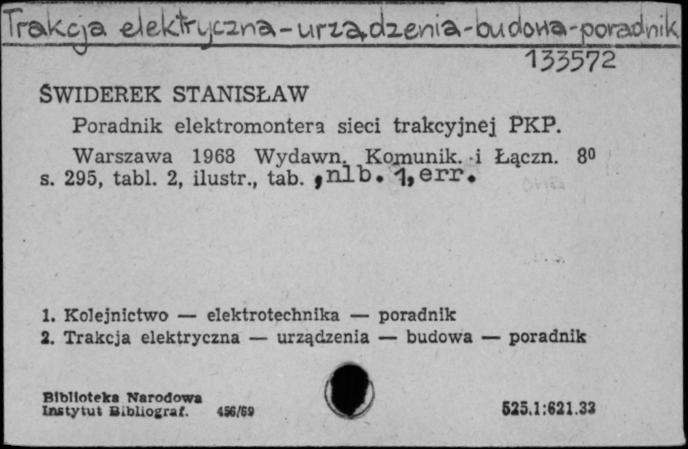 Trakcja elektryczna-urządzenia-budowa-poradnik
133572
ŚWIDEREK STANISŁAW
Poradnik elektromontera sieci trakcyjnej PKP.
Warszawa 1968 Wydawn. Komunik. i Łączn. 8⁰
s. 295, tabl. 2, ilustr., tab. ,nlb. 1,err.
1. Kolejnictwo — elektrotechnika — poradnik
2. Trakcja elektryczna — urządzenia — budowa — poradnik
Biblioteka Narodowa
Instytut Bibliograf. 456/69 525.1:621.33